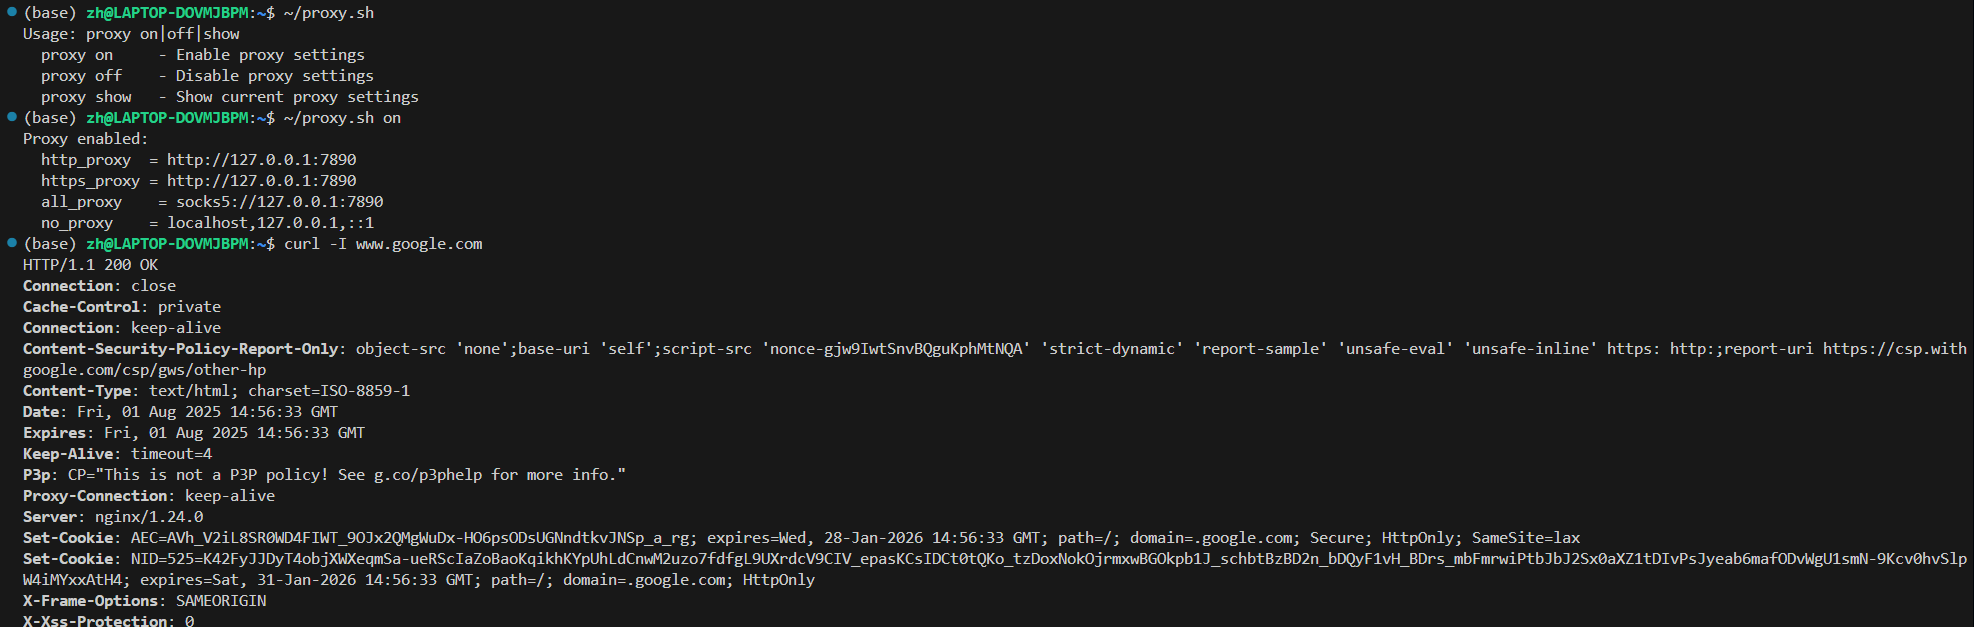 (base) zh@LAPTOP-DOVMJBPM:~$ ~/proxy.sh
Usage: proxy on|off|show
  proxy on     - Enable proxy settings
  proxy off    - Disable proxy settings
  proxy show   - Show current proxy settings
(base) zh@LAPTOP-DOVMJBPM:~$ ~/proxy.sh on
Proxy enabled:
  http_proxy  = http://127.0.0.1:7890
  https_proxy = http://127.0.0.1:7890
  all_proxy    = socks5://127.0.0.1:7890
  no_proxy    = localhost,127.0.0.1,::1
(base) zh@LAPTOP-DOVMJBPM:~$ curl -I www.google.com
HTTP/1.1 200 OK
Connection: close
Cache-Control: private
Connection: keep-alive
Content-Security-Policy-Report-Only: object-src 'none';base-uri 'self';script-src 'nonce-gjw9IwtSnvBQguKphMtNQA' 'strict-dynamic' 'report-sample' 'unsafe-eval' 'unsafe-inline' https: http:;report-uri https://csp.with
google.com/csp/gws/other-hp
Content-Type: text/html; charset=ISO-8859-1
Date: Fri, 01 Aug 2025 14:56:33 GMT
Expires: Fri, 01 Aug 2025 14:56:33 GMT
Keep-Alive: timeout=4
P3p: CP="This is not a P3P policy! See g.co/p3phelp for more info."
Proxy-Connection: keep-alive
Server: nginx/1.24.0
Set-Cookie: AEC=AVh_V2iL8SR0WD4FIWT_9OJx2QMgWuDx-HO6psODsUGNndtkvJNSp_a_rg; expires=Wed, 28-Jan-2026 14:56:33 GMT; path=/; domain=.google.com; Secure; HttpOnly; SameSite=lax
Set-Cookie: NID=525=K42FyJJDyT4objXWXeqmSa-ueRScIaZoBaoKqikhKYpUhLdCnwM2uzo7fdfgL9UXrdcV9CIV_epasKCsIDCt0tQKo_tzDoxNokOjrmxwBGOkpb1J_schbtBzBD2n_bDQyF1vH_BDrs_mbFmrwiPtbJbJ2Sx0aXZ1tDIvPsJyeab6mafODvWgU1smN-9Kcv0hvSlp
W4iMYxxAtH4; expires=Sat, 31-Jan-2026 14:56:33 GMT; path=/; domain=.google.com; HttpOnly
X-Frame-Options: SAMEORIGIN
X-Xss-Protection: 0